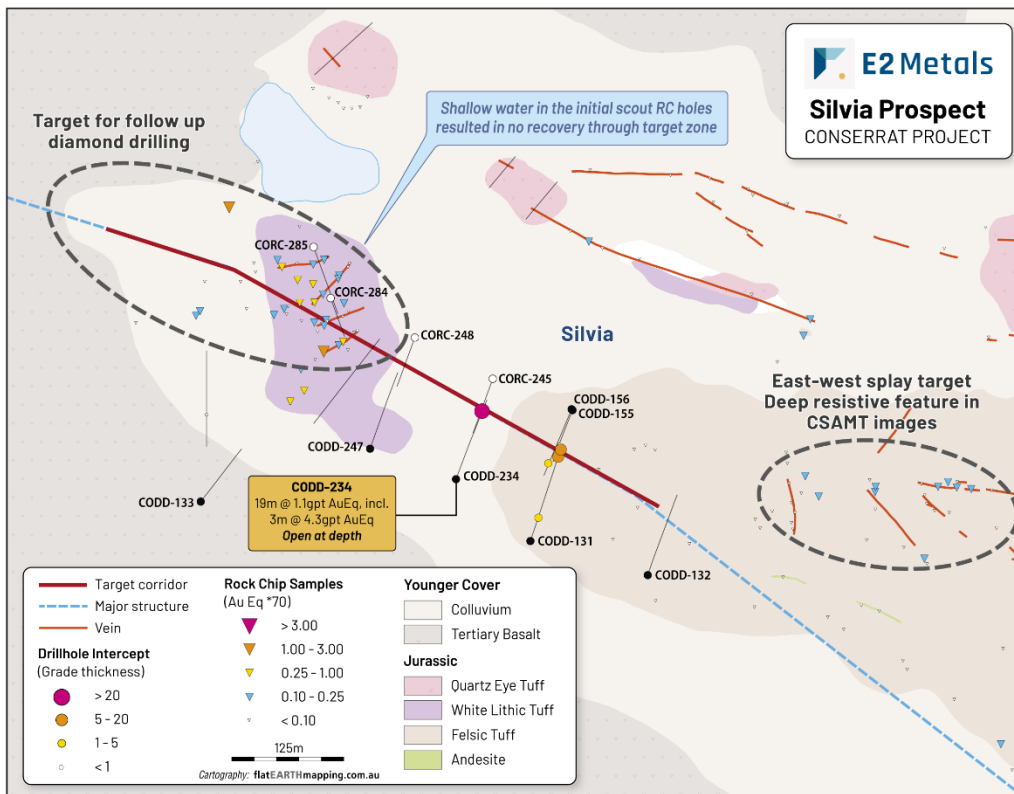 E2 Metals
Silvia Prospect
CONSERRAT PROJECT
Target for follow up
diamond drilling
Shallow water in the initial scout RC holes
resulted in no recovery through target zone
CORC-285
CORC-284
CORC-248
Silvia
CORC-245
CODD-156
CODD-155
East-west splay target
Deep resistive feature in
CSAMT images
CODD-247
CODD-234
CODD-133
CODD-234
19m @ 1.1gpt AuEq, incl.
3m @ 4.3gpt AuEq
Open at depth
CODD-131
CODD-132
Target corridor
Major structure
Vein
Drillhole Intercept
(Grade thickness)
> 20
5 - 20
1 - 5
< 1
Rock Chip Samples
(Au Eq *70)
> 3.00
1.00 - 3.00
0.25 - 1.00
0.10 - 0.25
< 0.10
125m
Cartography: flatEARTHmapping.com.au
Younger Cover
Colluvium
Tertiary Basalt
Jurassic
Quartz Eye Tuff
White Lithic Tuff
Felsic Tuff
Andesite